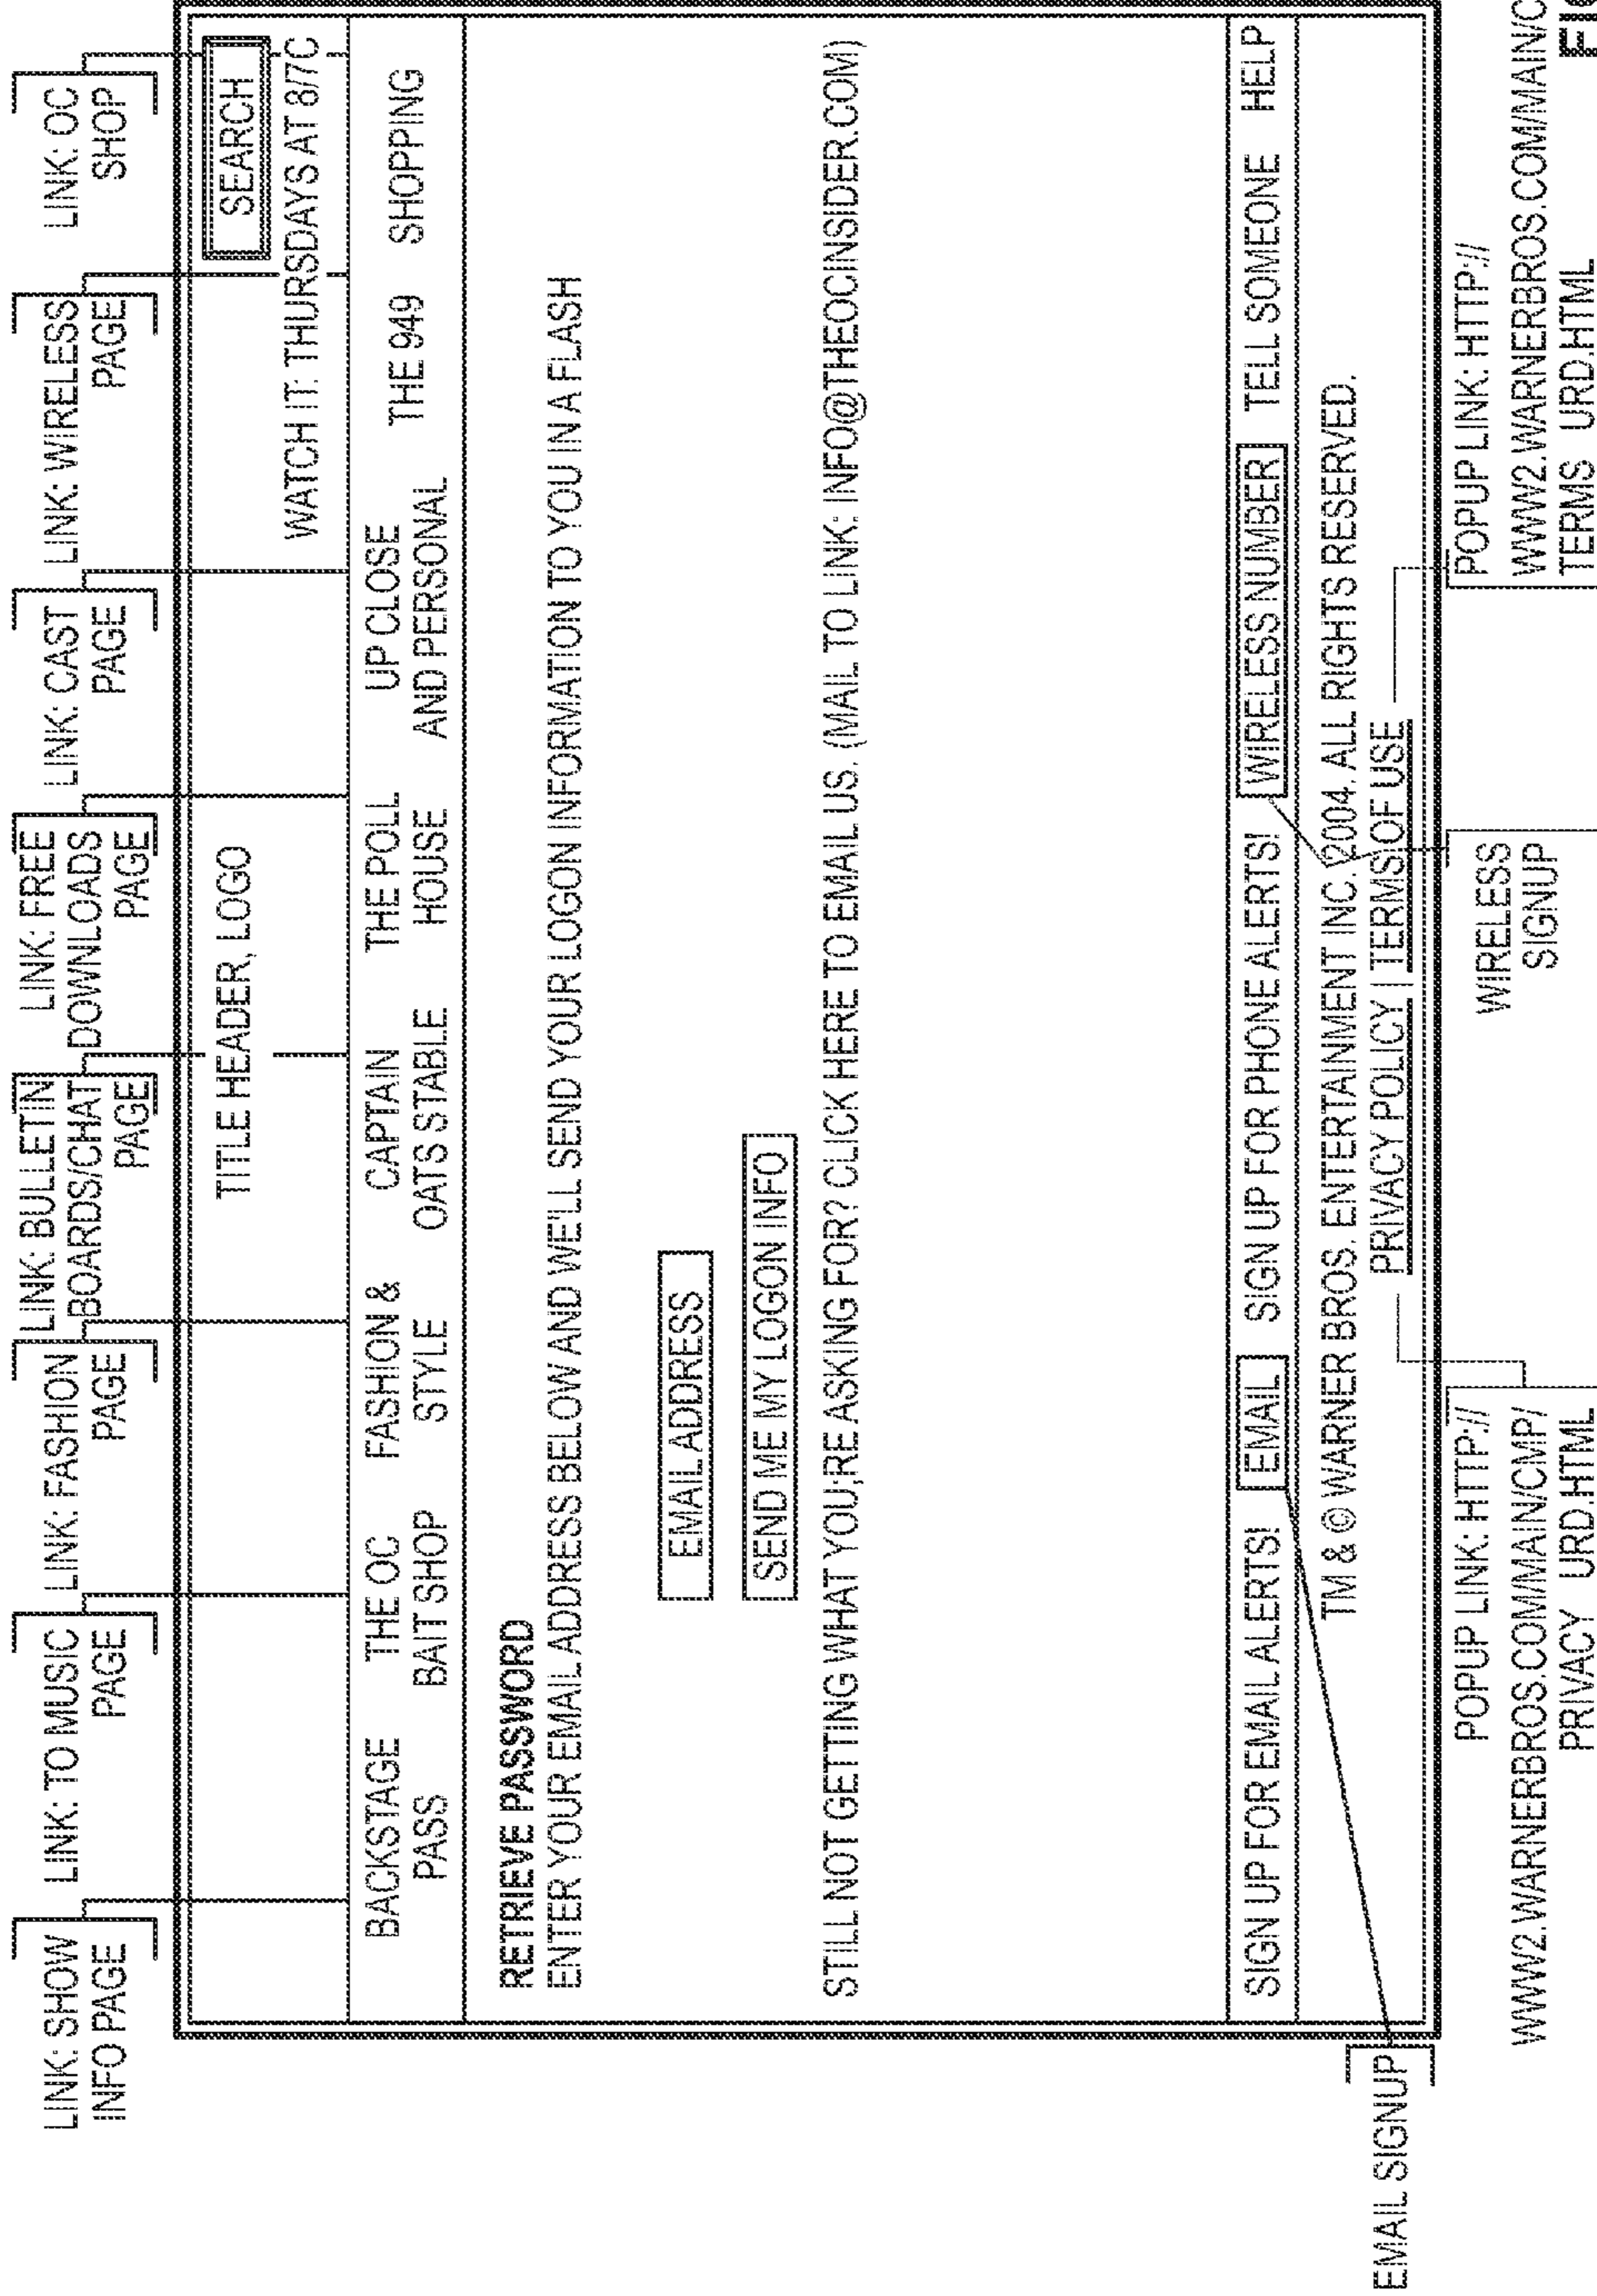 LINK: SHOW
INFO PAGE
LINK: TO MUSIC
PAGE
LINK: FASHION
PAGE
LINK: BULLETIN
BOARDS/CHAT
PAGE
LINK: FREE
DOWNLOADS
PAGE
LINK: CAST
PAGE
LINK: WIRELESS
PAGE
LINK: OC
SHOP
TITLE HEADER, LOGO
SEARCH
WATCH IT: THURSDAYS AT 8/7C
BACKSTAGE
PASS
THE OC
BAIT SHOP
FASHION &
STYLE
CAPTAIN
OATS STABLE
THE POLL
HOUSE
UP CLOSE
AND PERSONAL
THE 949
SHOPPING
RETRIEVE PASSWORD
ENTER YOUR EMAIL ADDRESS BELOW AND WE'LL SEND YOUR LOGON INFORMATION TO YOU IN A FLASH
EMAIL ADDRESS
SEND ME MY LOGON INFO
STILL NOT GETTING WHAT YOU;RE ASKING FOR? CLICK HERE TO EMAIL US. (MAIL TO LINK: INFO@THEOCINSIDER.COM)
SIGN UP FOR EMAIL ALERTS! EMAIL SIGN UP FOR PHONE ALERTS! WIRELESS NUMBER TELL SOMEONE HELP
TM & © WARNER BROS. ENTERTAINMENT INC. 2004. ALL RIGHTS RESERVED.
PRIVACY POLICY | TERMS OF USE
EMAIL SIGNUP
POPUP LINK: HTTP://
WWW2.WARNERBROS.COM/MAIN/CMP/
PRIVACY URD.HTML
WIRELESS
SIGNUP
POPUP LINK: HTTP://
WWW2.WARNERBROS.COM/MAIN/C
TERMS URD.HTML